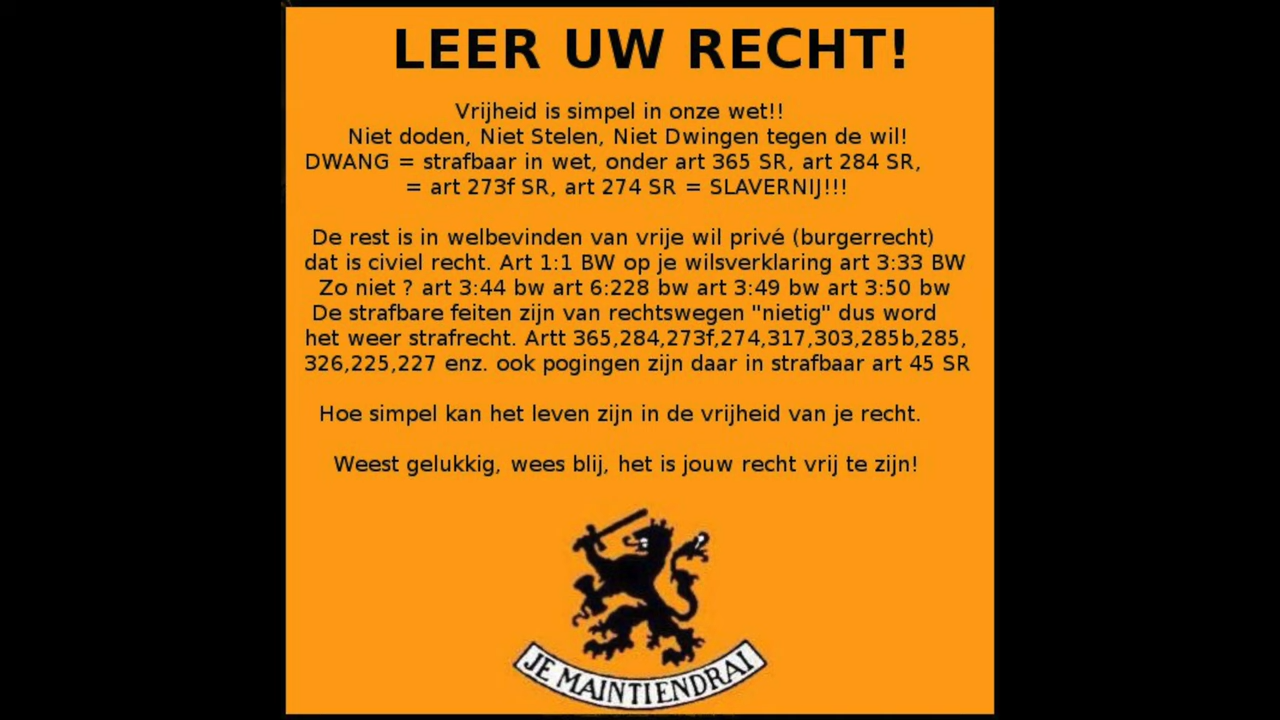 LEER UW RECHT!
Vrijheid is simpel in onze wet!!
Niet doden, Niet Stelen, Niet Dwingen tegen de wil!
DWANG = strafbaar in wet, onder art 365 SR, art 284 SR,
= art 273f SR, art 274 SR = SLAVERNIJ!!!
De rest is in welbevinden van vrije wil privé (burgerrecht)
dat is civiel recht. Art 1:1 BW op je wilsverklaring art 3:33 BW
Zo niet ? art 3:44 bw art 6:228 bw art 3:49 bw art 3:50 bw
De strafbare feiten zijn van rechtswegen "nietig" dus word
het weer strafrecht. Artt 365,284,273f,274,317,303,285b,285,
326,225,227 enz. ook pogingen zijn daar in strafbaar art 45 SR
Hoe simpel kan het leven zijn in de vrijheid van je recht.
Weest gelukkig, wees blij, het is jouw recht vrij te zijn!
JE MAINTIENDRAI